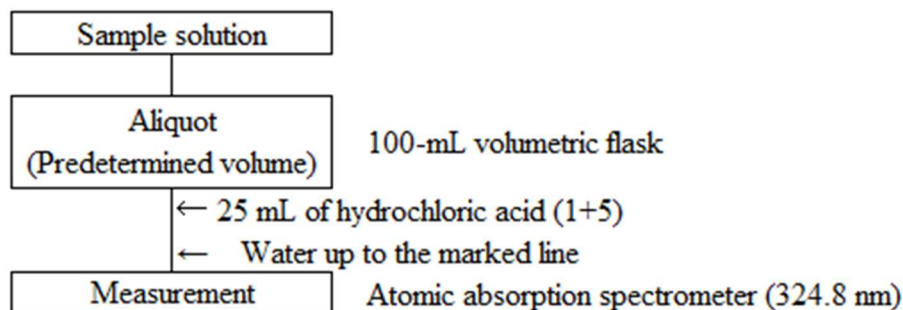 Sample solution
Aliquot
(Predetermined volume)
100-mL volumetric flask
← 25 mL of hydrochloric acid (1+5)
← Water up to the marked line
Measurement
Atomic absorption spectrometer (324.8 nm)